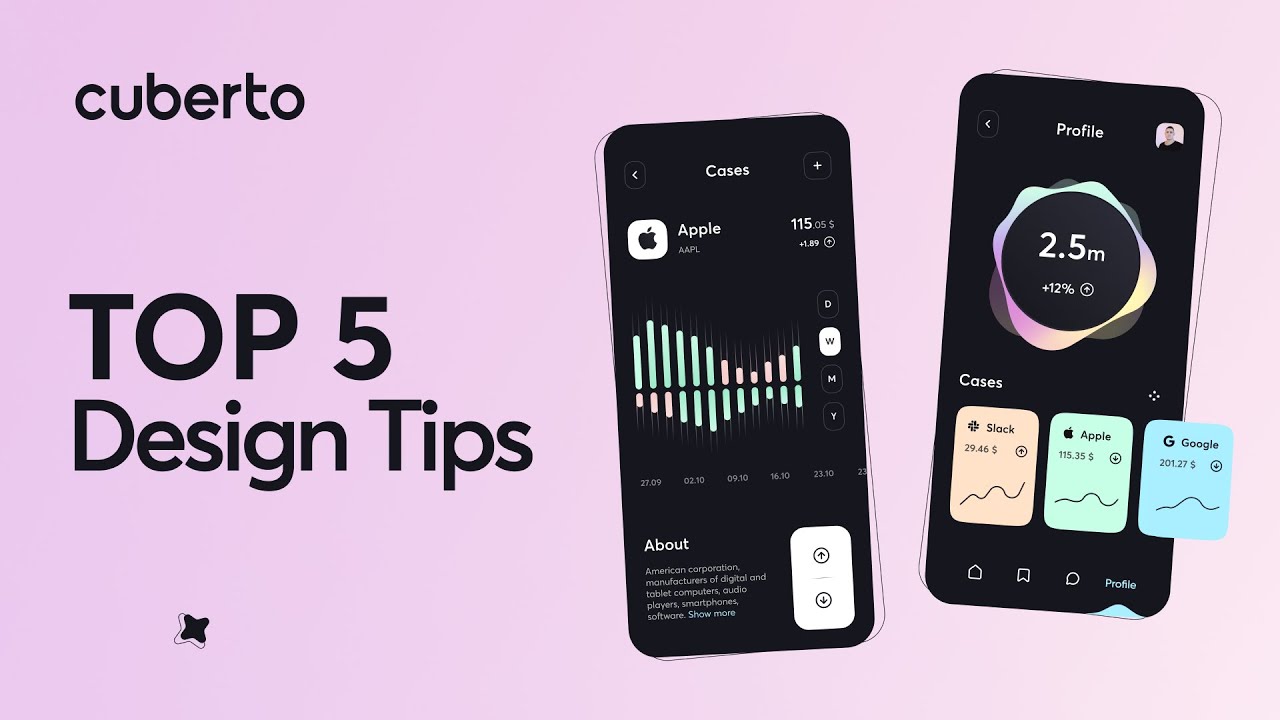 cuberto
TOP 5
Design Tips
Cases
+
Apple
AAPL
115.05 $
+1.89
D
W
M
Y
27.09
02.10
09.10
16.10
23.10
23
About
American corporation,
manufacturers of digital and
tablet computers, audio
players, smartphones,
software. Show more
Profile
2.5m
+12%
Cases
Slack
29.46 $
Apple
115.35 $
G Google
201.27 $
Profile